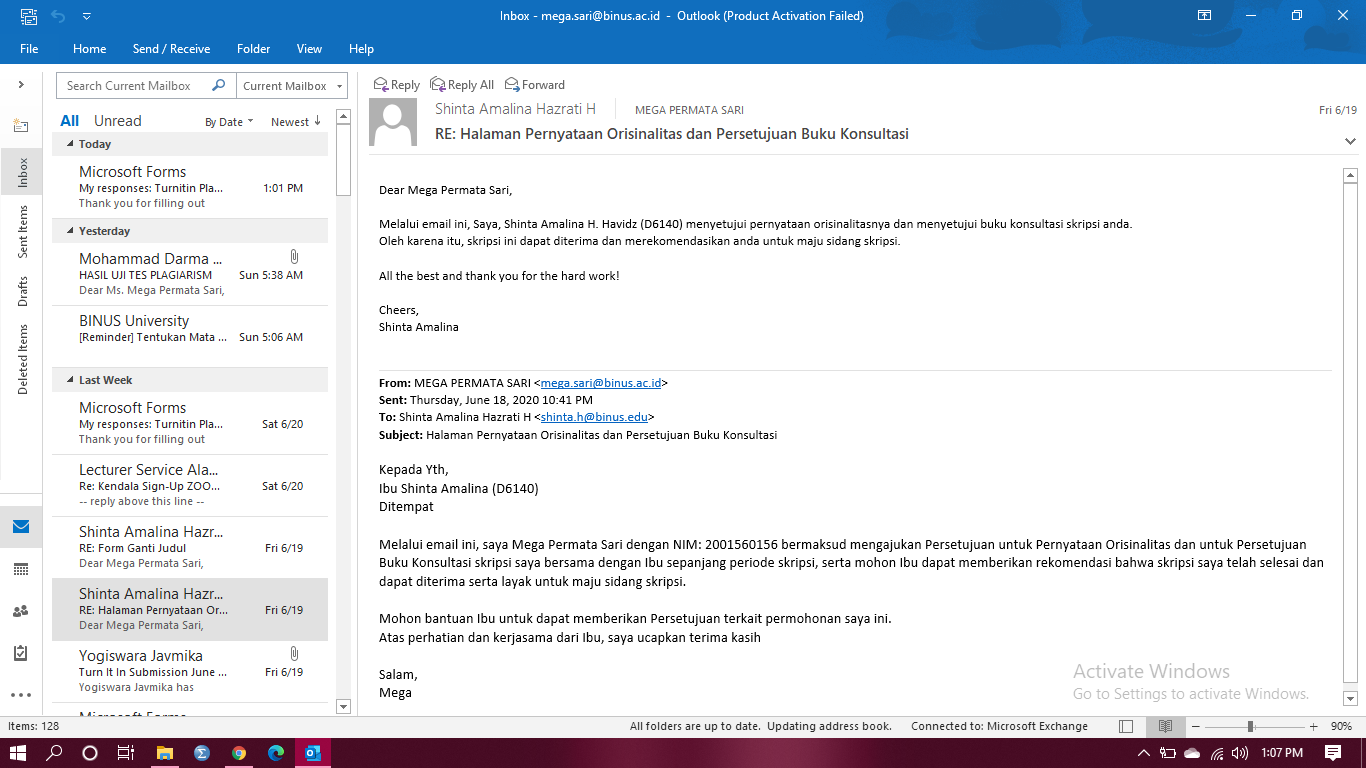 Inbox - mega.sari@binus.ac.id - Outlook (Product Activation Failed)
File Home Send / Receive Folder View Help
Search Current Mailbox Current Mailbox
All Unread By Date Newest
Today
Microsoft Forms
My responses: Turnitin Pla... 1:01 PM
Thank you for filling out
Yesterday
Mohammad Darma ...
HASIL UJI TES PLAGIARISM Sun 5:38 AM
Dear Ms. Mega Permata Sari,
BINUS University
[Reminder] Tentukan Mata ... Sun 5:06 AM
Last Week
Microsoft Forms
My responses: Turnitin Pla... Sat 6/20
Thank you for filling out
Lecturer Service Ala...
Re: Kendala Sign-Up ZOO... Sat 6/20
-- reply above this line --
Shinta Amalina Hazr...
RE: Form Ganti Judul Fri 6/19
Dear Mega Permata Sari,
Shinta Amalina Hazr...
RE: Halaman Pernyataan Or... Fri 6/19
Dear Mega Permata Sari,
Yogiswara Javmika
Turn It In Submission June ... Fri 6/19
Yogiswara Javmika has
Microsoft Forms
Inbox
Sent Items
Drafts
Deleted Items
Reply Reply All Forward
Shinta Amalina Hazrati H MEGA PERMATA SARI Fri 6/19
RE: Halaman Pernyataan Orisinalitas dan Persetujuan Buku Konsultasi
Dear Mega Permata Sari,
Melalui email ini, Saya, Shinta Amalina H. Havidz (D6140) menyetujui pernyataan orisinalitasnya dan menyetujui buku konsultasi skripsi anda.
Oleh karena itu, skripsi ini dapat diterima dan merekomendasikan anda untuk maju sidang skripsi.
All the best and thank you for the hard work!
Cheers,
Shinta Amalina
From: MEGA PERMATA SARI <mega.sari@binus.ac.id>
Sent: Thursday, June 18, 2020 10:41 PM
To: Shinta Amalina Hazrati H <shinta.h@binus.edu>
Subject: Halaman Pernyataan Orisinalitas dan Persetujuan Buku Konsultasi
Kepada Yth,
Ibu Shinta Amalina (D6140)
Ditempat
Melalui email ini, saya Mega Permata Sari dengan NIM: 2001560156 bermaksud mengajukan Persetujuan untuk Pernyataan Orisinalitas dan untuk Persetujuan
Buku Konsultasi skripsi saya bersama dengan Ibu sepanjang periode skripsi, serta mohon Ibu dapat memberikan rekomendasi bahwa skripsi saya telah selesai dan
dapat diterima serta layak untuk maju sidang skripsi.
Mohon bantuan Ibu untuk dapat memberikan Persetujuan terkait permohonan saya ini.
Atas perhatian dan kerjasama dari Ibu, saya ucapkan terima kasih
Salam,
Mega
Activate Windows
Go to Settings to activate Windows.
Items: 128 All folders are up to date. Updating address book. Connected to: Microsoft Exchange 90%
1:07 PM